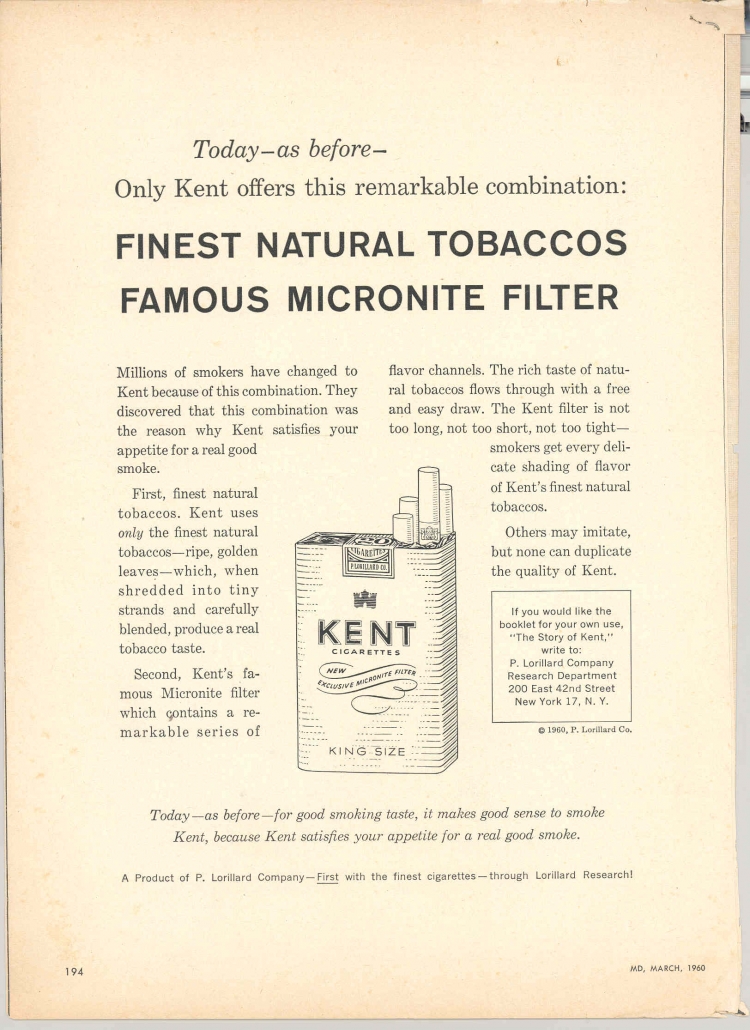 Today—as before—
Only Kent offers this remarkable combination:
FINEST NATURAL TOBACCOS
FAMOUS MICRONITE FILTER
Millions of smokers have changed to
Kent because of this combination. They
discovered that this combination was
the reason why Kent satisfies your
appetite for a real good
smoke.
First, finest natural
tobaccos. Kent uses
only the finest natural
tobaccos—ripe, golden
leaves—which, when
shredded into tiny
strands and carefully
blended, produce a real
tobacco taste.
Second, Kent's fa-
mous Micronite filter
which contains a re-
markable series of
flavor channels. The rich taste of natu-
ral tobaccos flows through with a free
and easy draw. The Kent filter is not
too long, not too short, not too tight—
smokers get every deli-
cate shading of flavor
of Kent's finest natural
tobaccos.
Others may imitate,
but none can duplicate
the quality of Kent.
20
CIGARETTES
P. LORILLARD CO.
KENT
CIGARETTES
NEW
EXCLUSIVE MICRONITE FILTER
KING SIZE
If you would like the
booklet for your own use,
"The Story of Kent,"
write to:
P. Lorillard Company
Research Department
200 East 42nd Street
New York 17, N. Y.
© 1960, P. Lorillard Co.
Today—as before—for good smoking taste, it makes good sense to smoke
Kent, because Kent satisfies your appetite for a real good smoke.
A Product of P. Lorillard Company—First with the finest cigarettes—through Lorillard Research!
194
MD, MARCH, 1960